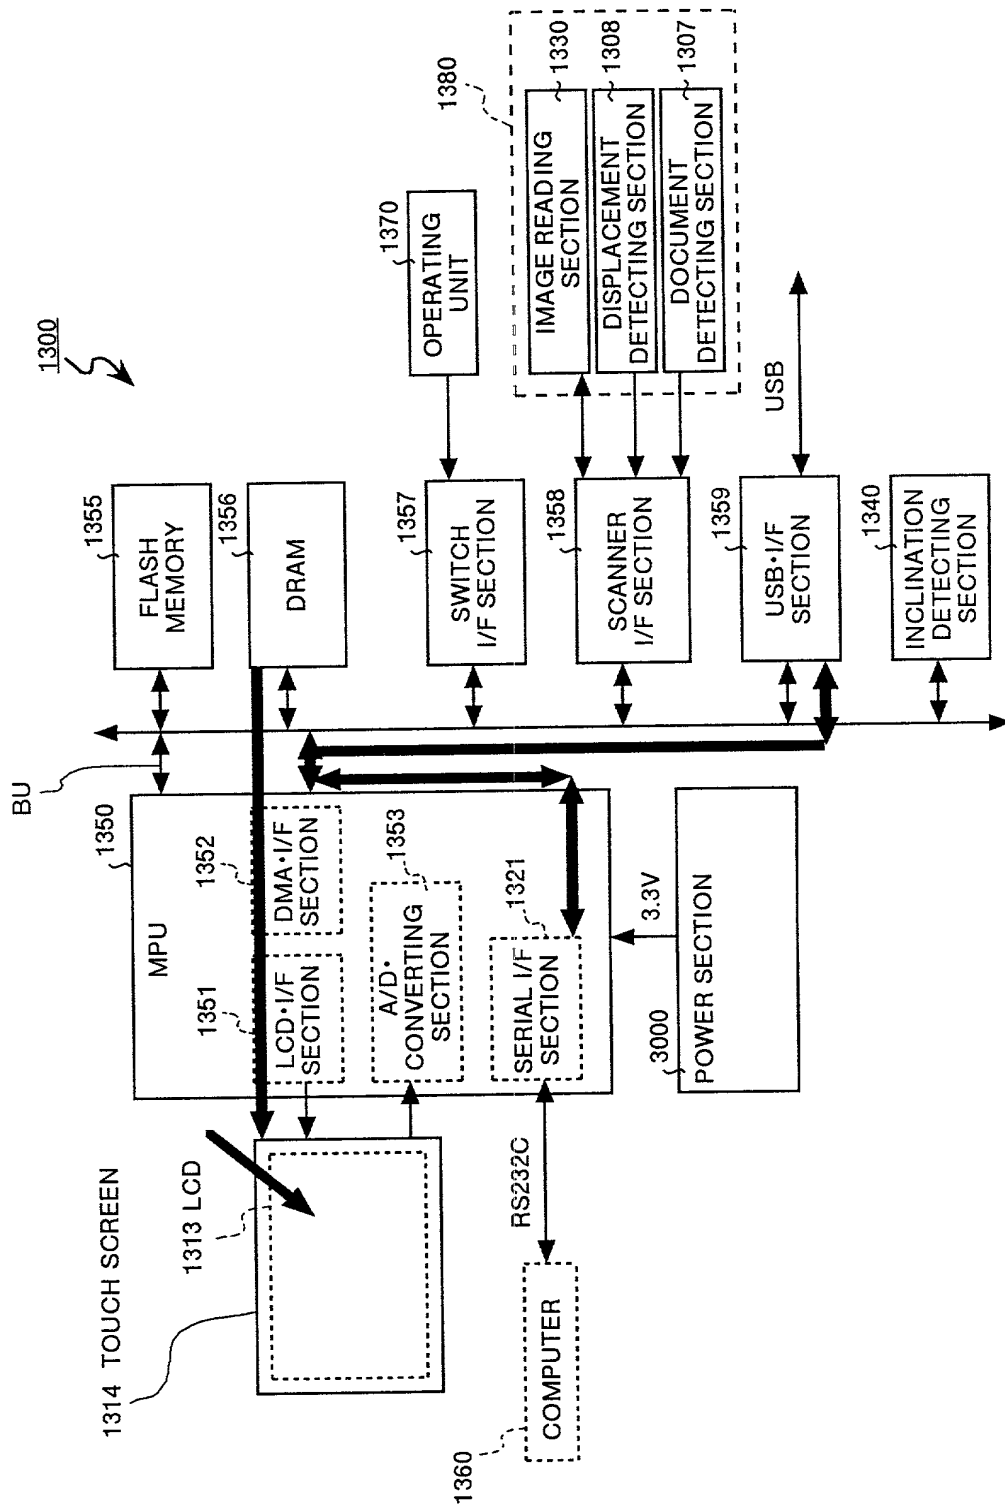 1300
BU
1350
MPU
1351
LCD•I/F
SECTION
1352
DMA•I/F
SECTION
A/D•
CONVERTING
SECTION
1353
SERIAL I/F
SECTION
1321
1314 TOUCH SCREEN
1313 LCD
1360
COMPUTER
RS232C
3.3V
3000
POWER SECTION
1355
FLASH
MEMORY
1356
DRAM
1357
SWITCH
I/F SECTION
1358
SCANNER
I/F SECTION
1359
USB•I/F
SECTION
1340
INCLINATION
DETECTING
SECTION
1370
OPERATING
UNIT
1380
IMAGE READING
SECTION
1330
DISPLACEMENT
DETECTING SECTION
1308
DOCUMENT
DETECTING SECTION
1307
USB